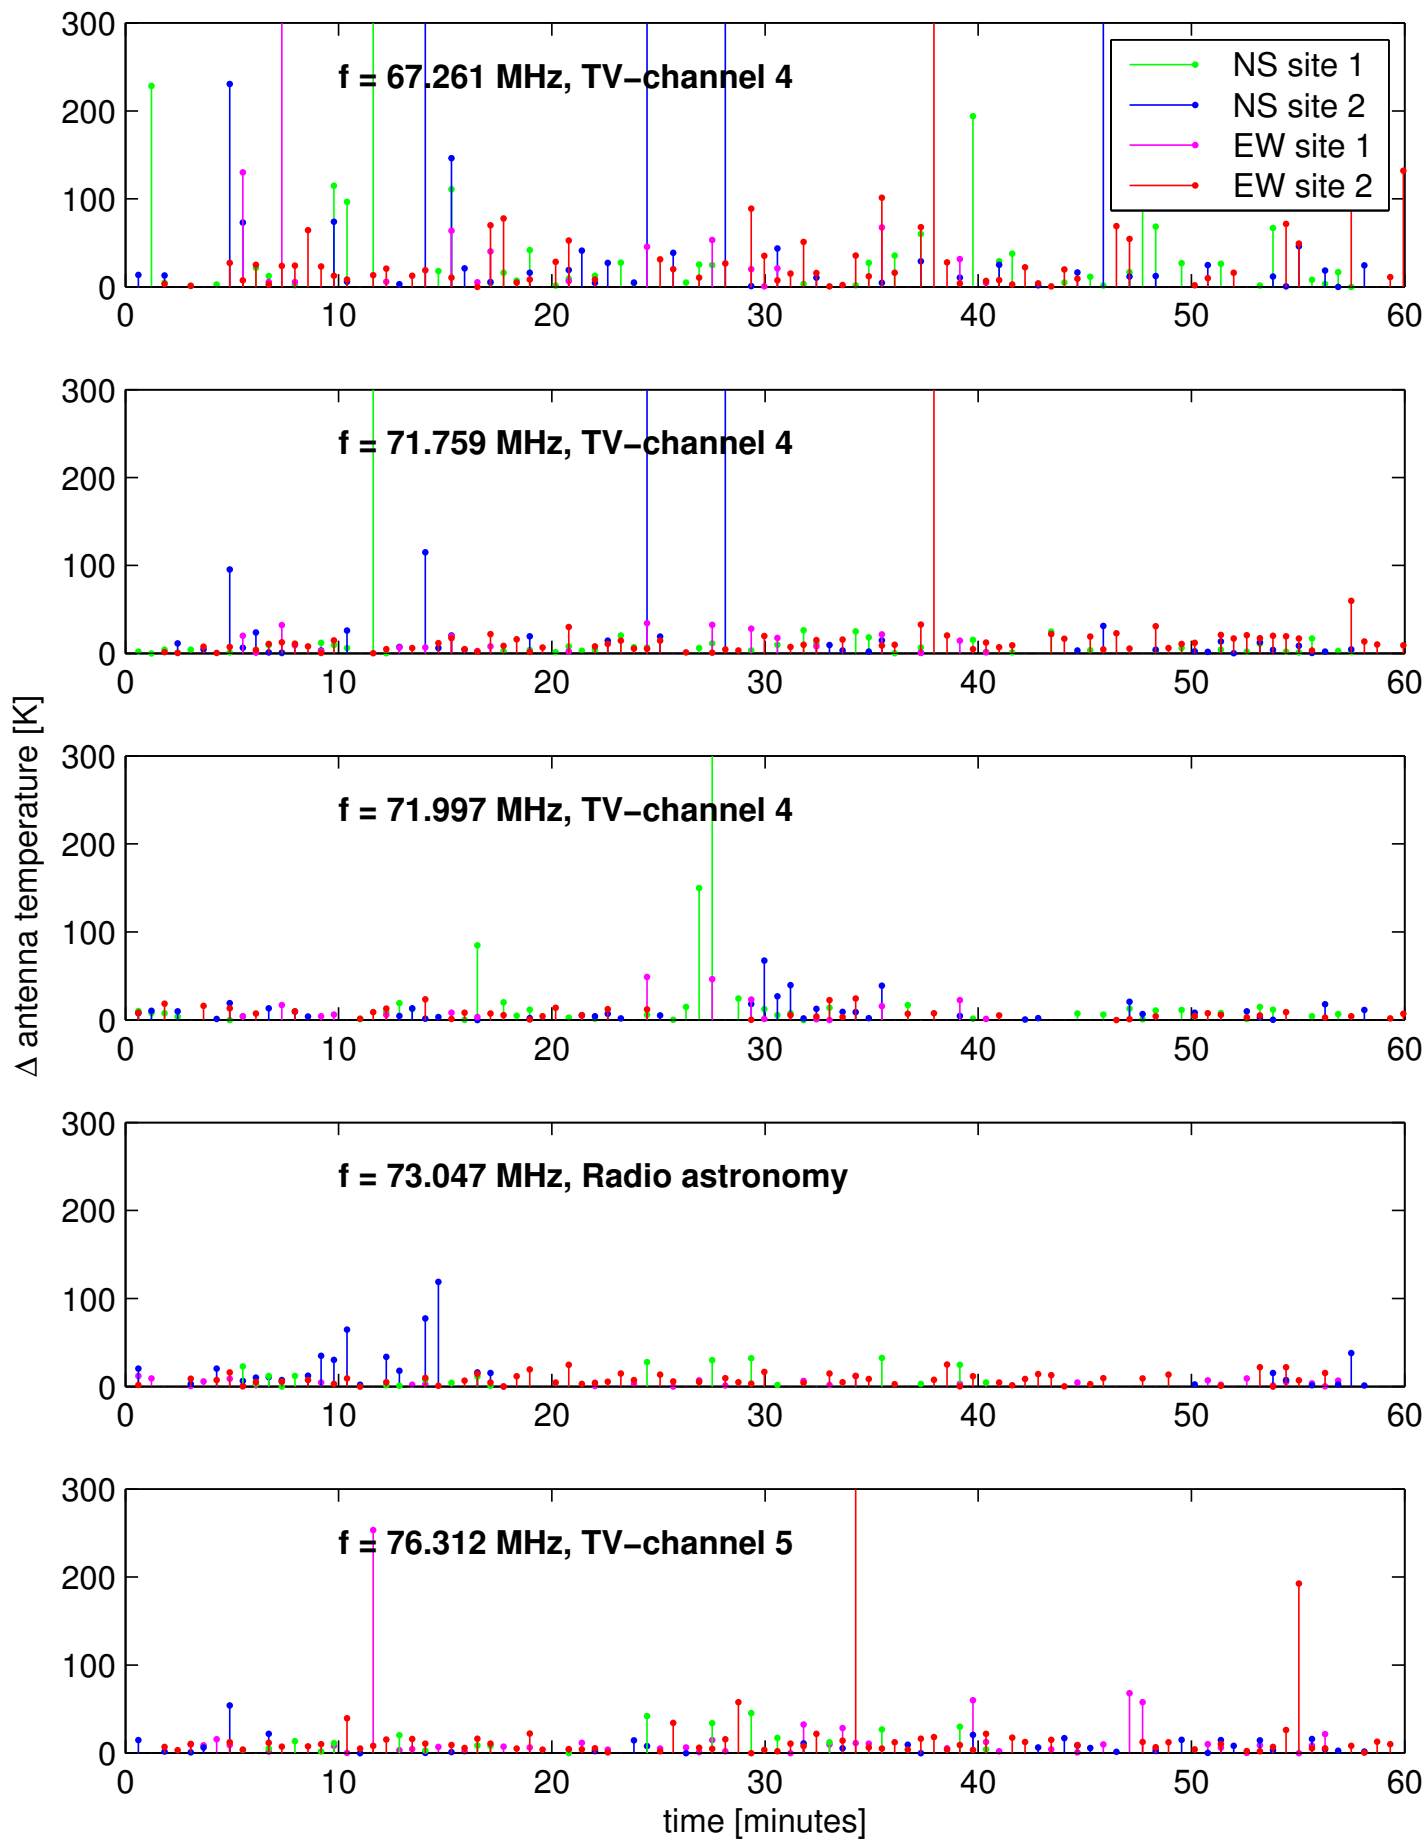 300
200
100
0
f = 67.261 MHz, TV−channel 4
NS site 1
NS site 2
EW site 1
EW site 2
0 10 20 30 40 50 60
300
200
100
0
f = 71.759 MHz, TV−channel 4
0 10 20 30 40 50 60
Δ antenna temperature [K]
300
200
100
0
f = 71.997 MHz, TV−channel 4
0 10 20 30 40 50 60
300
200
100
0
f = 73.047 MHz, Radio astronomy
0 10 20 30 40 50 60
300
200
100
0
f = 76.312 MHz, TV−channel 5
0 10 20 30 40 50 60
time [minutes]